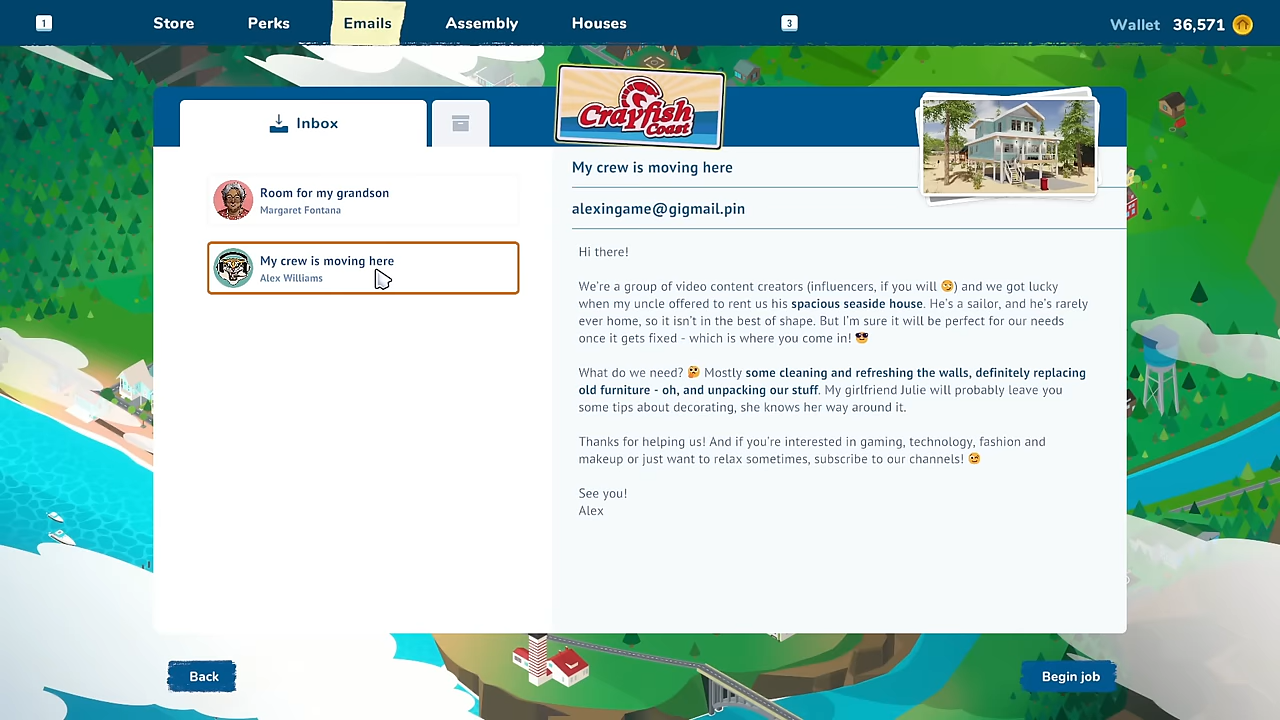 1 Store Perks Emails Assembly Houses 3 Wallet 36,571
Inbox
Crayfish
Coast
Room for my grandson
Margaret Fontana
My crew is moving here
Alex Williams
My crew is moving here
alexingame@gigmail.pin
Hi there!
We're a group of video content creators (influencers, if you will 😏) and we got lucky
when my uncle offered to rent us his spacious seaside house. He's a sailor, and he's rarely
ever home, so it isn't in the best of shape. But I'm sure it will be perfect for our needs
once it gets fixed - which is where you come in! 😎
What do we need? 🤔 Mostly some cleaning and refreshing the walls, definitely replacing
old furniture - oh, and unpacking our stuff. My girlfriend Julie will probably leave you
some tips about decorating, she knows her way around it.
Thanks for helping us! And if you're interested in gaming, technology, fashion and
makeup or just want to relax sometimes, subscribe to our channels! 😉
See you!
Alex
Back
Begin job